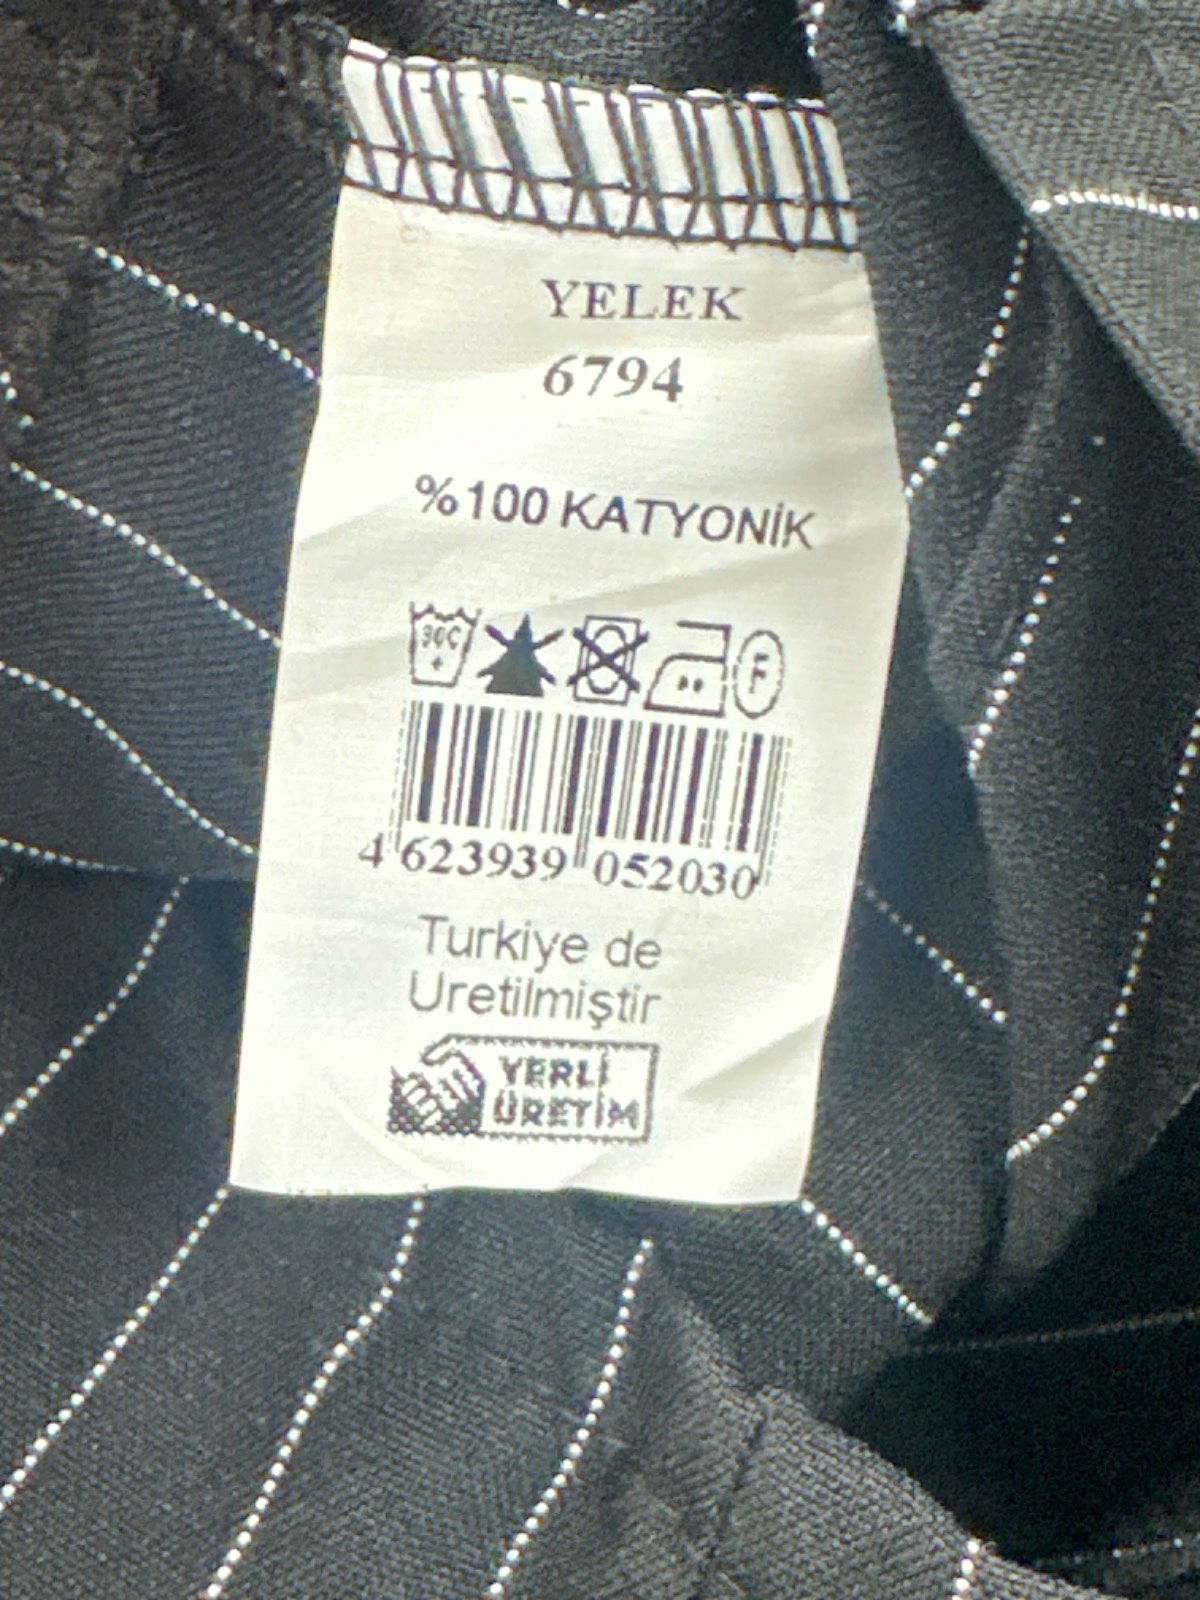 YELEK
6794
%100 KATYONİK
30C
F
4 623939 052030
Turkiye de
Uretilmiştir
YERLİ
ÜRETİM